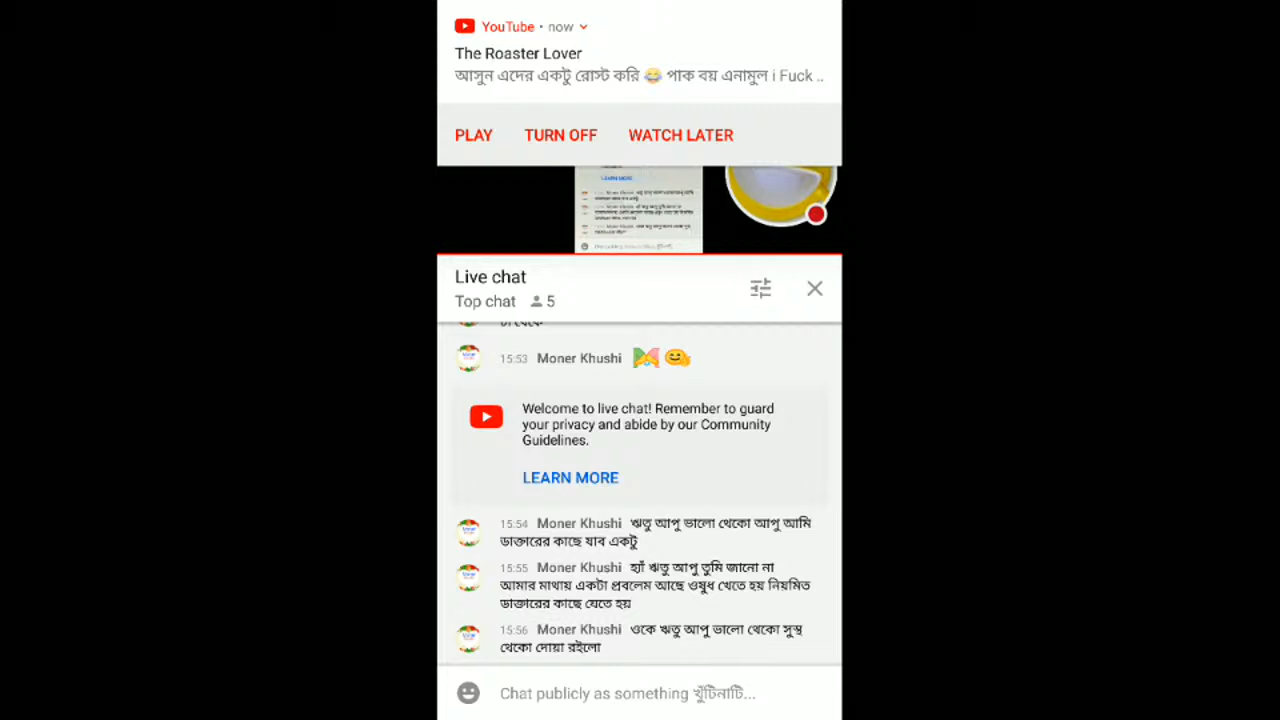 YouTube • now
The Roaster Lover
আসুন এদের একটু রোস্ট করি 😂 পাক বয় এনামুল i Fuck ..
PLAY TURN OFF WATCH LATER
LEARN MORE
Live chat
Top chat 5
15:53 Moner Khushi
Welcome to live chat! Remember to guard
your privacy and abide by our Community
Guidelines.
LEARN MORE
15:54 Moner Khushi ঋতু আপু ভালো থেকো আপু আমি
ডাক্তারের কাছে যাব একটু
15:55 Moner Khushi হ্যাঁ ঋতু আপু তুমি জানো না
আমার মাথায় একটা প্রবলেম আছে ওষুধ খেতে হয় নিয়মিত
ডাক্তারের কাছে যেতে হয়
15:56 Moner Khushi ওকে ঋতু আপু ভালো থেকো সুস্থ
থেকো দোয়া রইলো
Chat publicly as something খুঁটিনাটি...